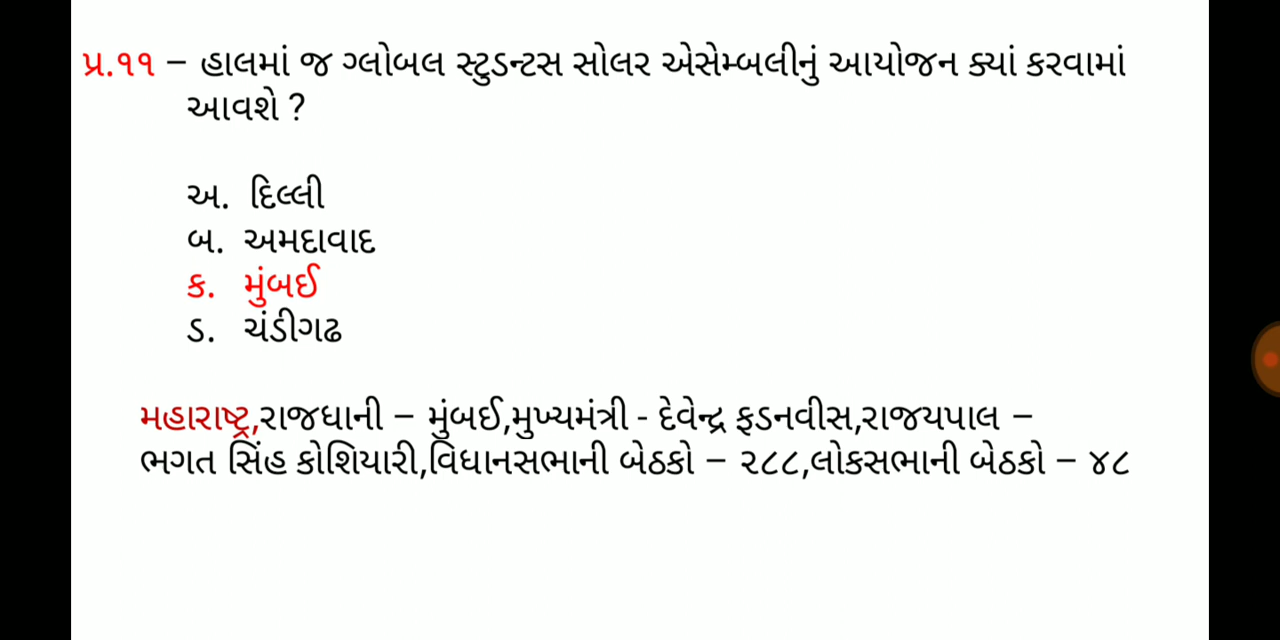 પ્ર.૧૧ – હાલમાં જ ગ્લોબલ સ્ટુડન્ટસ સોલર એસેમ્બલીનું આયોજન ક્યાં કરવામાં
આવશે ?
અ. દિલ્લી
બ. અમદાવાદ
ક. મુંબઈ
ડ. ચંડીગઢ
મહારાષ્ટ્ર,રાજધાની – મુંબઈ,મુખ્યમંત્રી - દેવેન્દ્ર ફડનવીસ,રાજયપાલ –
ભગત સિંહ કોશિયારી,વિધાનસભાની બેઠકો – ૨૮૮,લોકસભાની બેઠકો – ૪૮